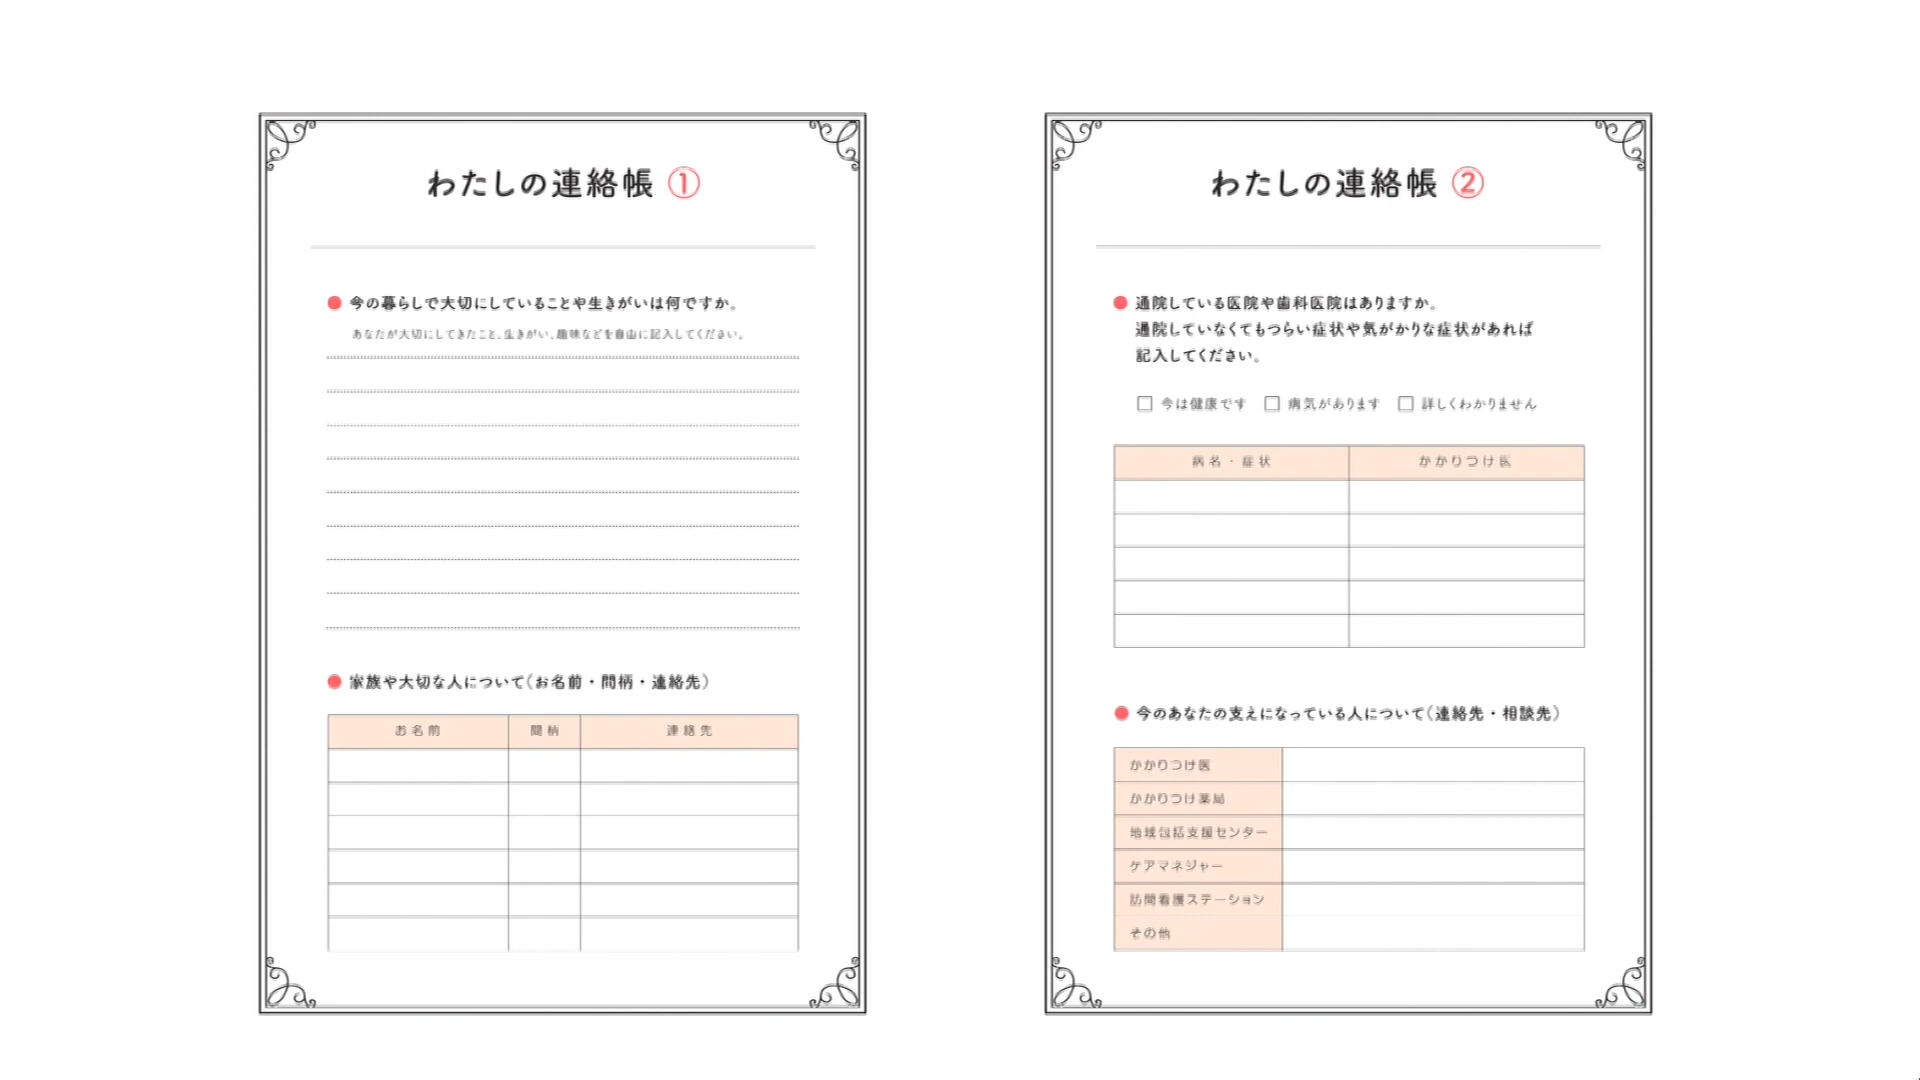 わたしの連絡帳 ①
● 今の暮らしで大切にしていることや生きがいは何ですか。
あなたが大切にしてきたこと、生きがい、趣味などを自由に記入してください。
● 家族や大切な人について（お名前・間柄・連絡先）
お名前 間柄 連絡先
わたしの連絡帳 ②
● 通院している医院や歯科医院はありますか。
通院していなくてもつらい症状や気がかりな症状があれば
記入してください。
□ 今は健康です □ 病気があります □ 詳しくわかりません
病名・症状 かかりつけ医
● 今のあなたの支えになっている人について（連絡先・相談先）
かかりつけ医
かかりつけ薬局
地域包括支援センター
ケアマネジャー
訪問看護ステーション
その他